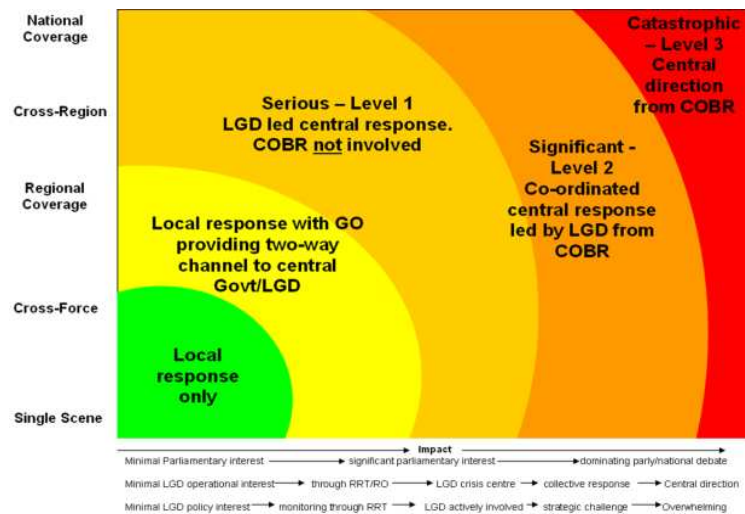 National
Coverage
Cross-Region
Regional
Coverage
Cross-Force
Single Scene
Catastrophic
– Level 3
Central
direction
from COBR
Serious – Level 1
LGD led central response.
COBR not involved
Significant -
Level 2
Co-ordinated
central response
led by LGD from
COBR
Local response with GO
providing two-way
channel to central
Govt/LGD
Local
response
only
Impact
Minimal Parliamentary interest significant parliamentary interest dominating parly/national debate
Minimal LGD operational interest through RRT/RO LGD crisis centre collective response Central direction
Minimal LGD policy interest monitoring through RRT LGD actively involved strategic challenge Overwhelming